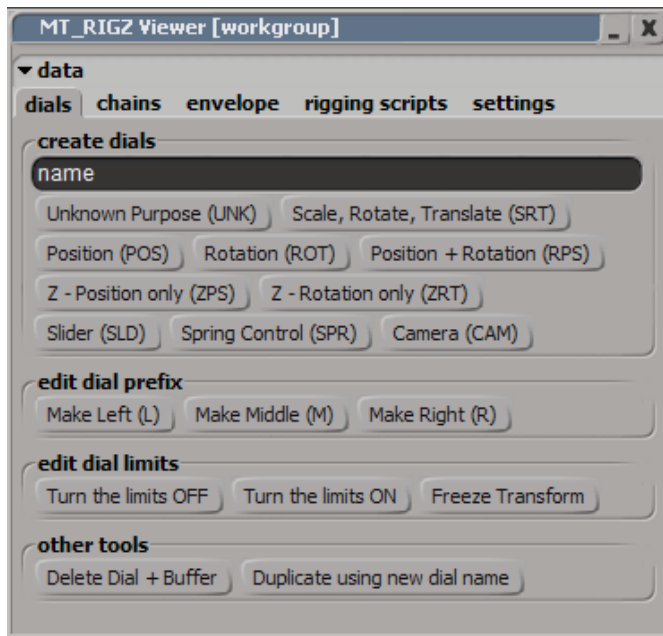 MT_RIGZ Viewer [workgroup]
data
dials chains envelope rigging scripts settings
create dials
name
Unknown Purpose (UNK) Scale, Rotate, Translate (SRT)
Position (POS) Rotation (ROT) Position + Rotation (RPS)
Z - Position only (ZPS) Z - Rotation only (ZRT)
Slider (SLD) Spring Control (SPR) Camera (CAM)
edit dial prefix
Make Left (L) Make Middle (M) Make Right (R)
edit dial limits
Turn the limits OFF Turn the limits ON Freeze Transform
other tools
Delete Dial + Buffer Duplicate using new dial name